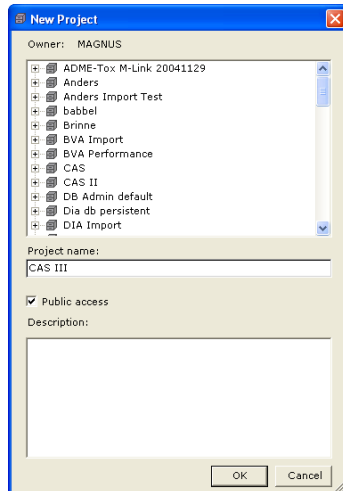 New Project
Owner: MAGNUS
ADME-Tox M-Link 20041129
Anders
Anders Import Test
babbel
Brinne
BVA Import
BVA Performance
CAS
CAS II
DB Admin default
Dia db persistent
DIA Import
Project name:
CAS III
Public access
Description:
OK Cancel